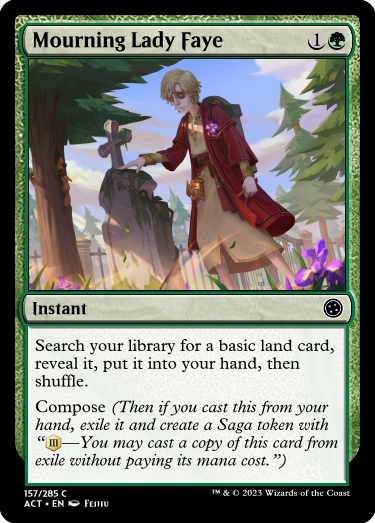 Mourning Lady Faye 1
Instant
Search your library for a basic land card,
reveal it, put it into your hand, then
shuffle.
Compose (Then if you cast this from your
hand, exile it and create a Saga token with
“III—You may cast a copy of this card from
exile without paying its mana cost.”)
157/285 C
ACT • EN FEIJIU
™ & © 2023 Wizards of the Coast